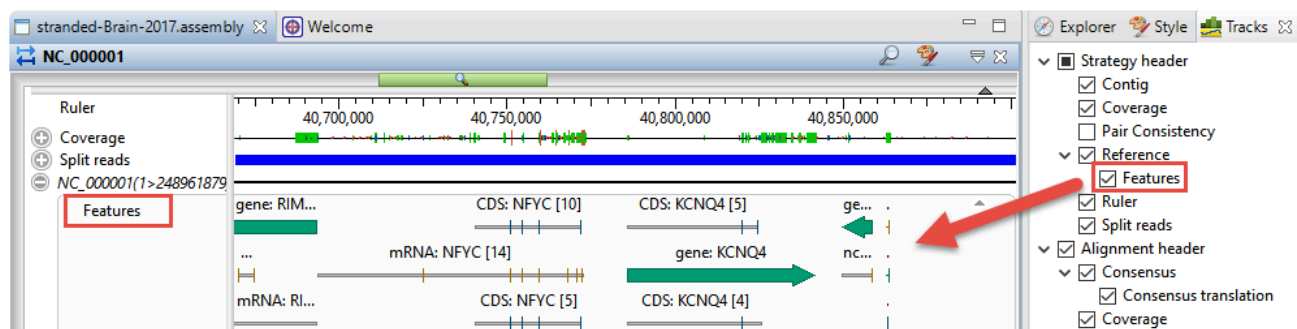 stranded-Brain-2017.assembly
Welcome
NC_000001
Ruler
40,700,000
40,750,000
40,800,000
40,850,000
Coverage
Split reads
NC_000001(1>248961879
Features
gene: RIM...
CDS: NFYC [10]
CDS: KCNQ4 [5]
ge...
.
...
mRNA: NFYC [14]
gene: KCNQ4
nc...
.
mRNA: RI...
CDS: NFYC [5]
CDS: KCNQ4 [4]
.
Explorer
Style
Tracks
Strategy header
Contig
Coverage
Pair Consistency
Reference
Features
Ruler
Split reads
Alignment header
Consensus
Consensus translation
Coverage